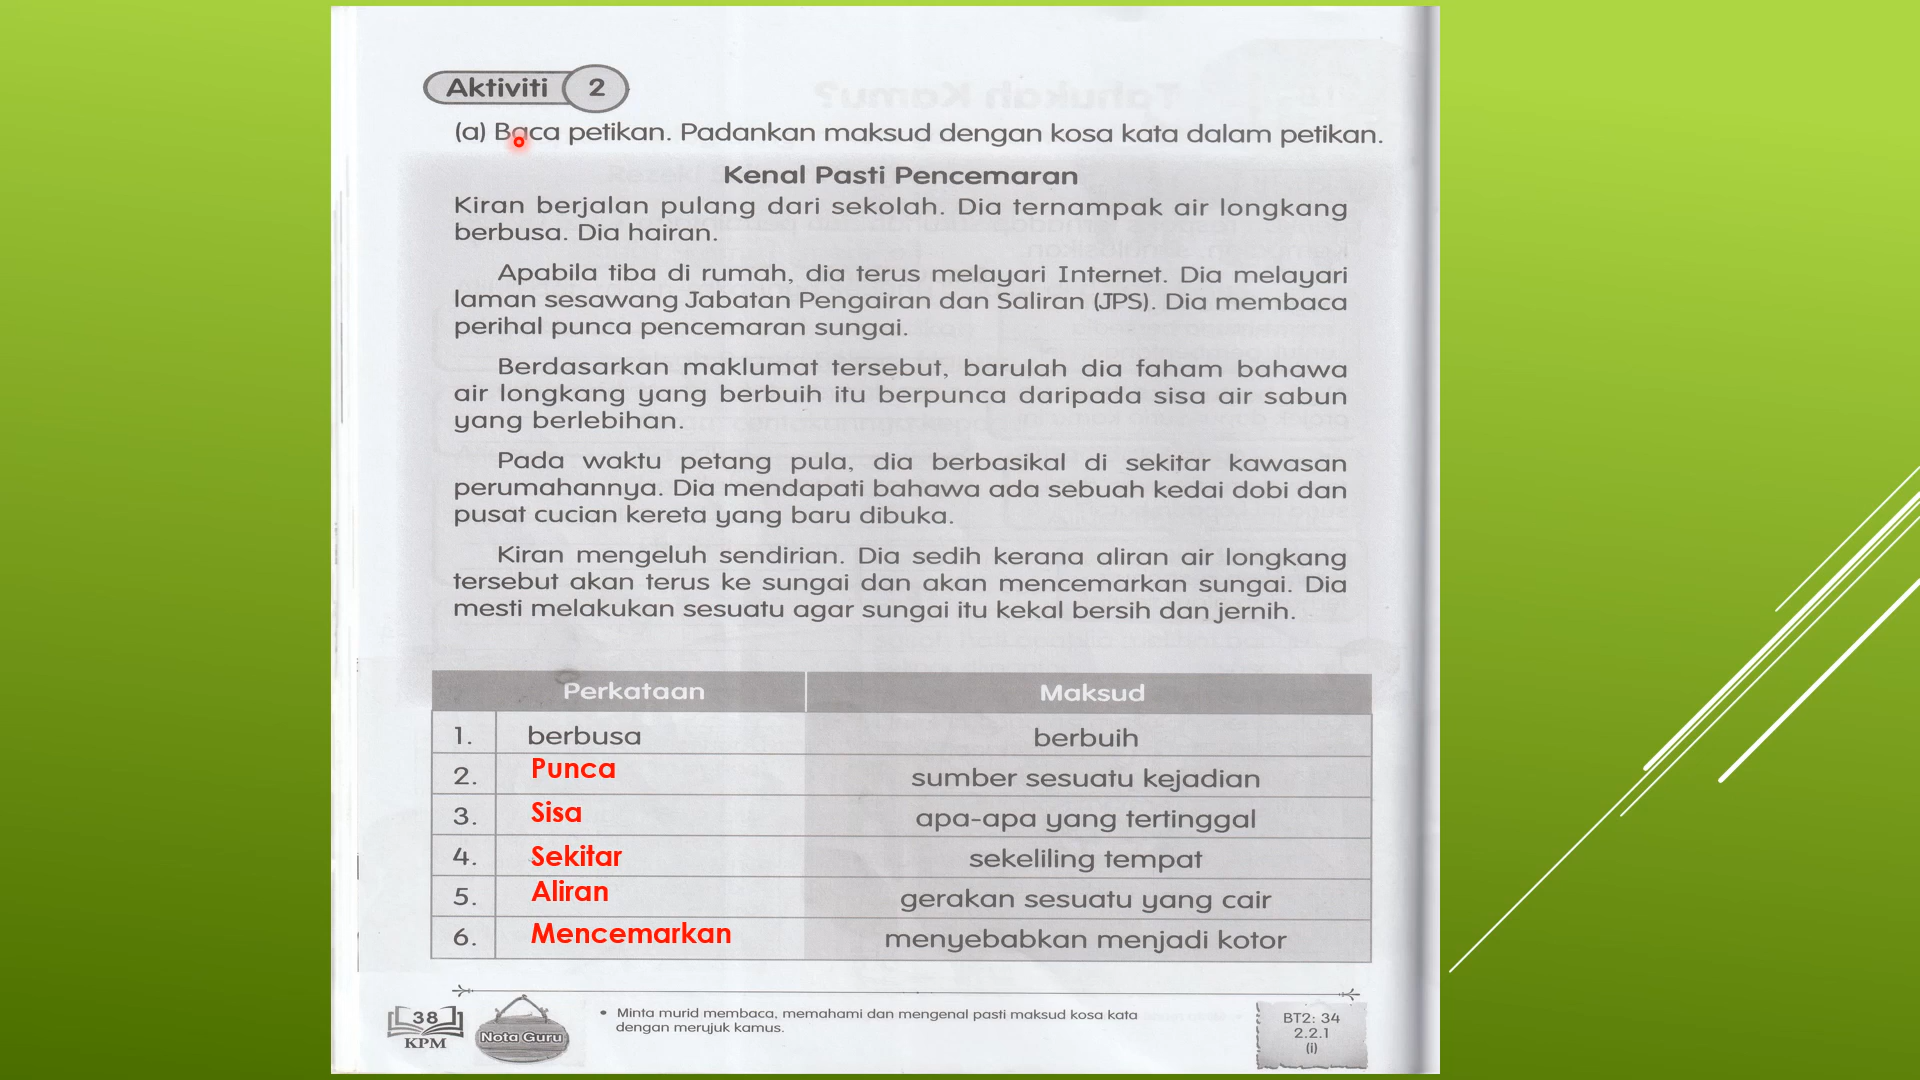 Aktiviti 2
(a) Baca petikan. Padankan maksud dengan kosa kata dalam petikan.
Kenal Pasti Pencemaran
Kiran berjalan pulang dari sekolah. Dia ternampak air longkang
berbusa. Dia hairan.
Apabila tiba di rumah, dia terus melayari Internet. Dia melayari
laman sesawang Jabatan Pengairan dan Saliran (JPS). Dia membaca
perihal punca pencemaran sungai.
Berdasarkan maklumat tersebut, barulah dia faham bahawa
air longkang yang berbuih itu berpunca daripada sisa air sabun
yang berlebihan.
Pada waktu petang pula, dia berbasikal di sekitar kawasan
perumahannya. Dia mendapati bahawa ada sebuah kedai dobi dan
pusat cucian kereta yang baru dibuka.
Kiran mengeluh sendirian. Dia sedih kerana aliran air longkang
tersebut akan terus ke sungai dan akan mencemarkan sungai. Dia
mesti melakukan sesuatu agar sungai itu kekal bersih dan jernih.
Perkataan Maksud
1. berbusa berbuih
2. Punca sumber sesuatu kejadian
3. Sisa apa-apa yang tertinggal
4. Sekitar sekeliling tempat
5. Aliran gerakan sesuatu yang cair
6. Mencemarkan menyebabkan menjadi kotor
38
KPM
Nota Guru
• Minta murid membaca, memahami dan mengenal pasti maksud kosa kata
dengan merujuk kamus.
BT2: 34
2.2.1
(i)